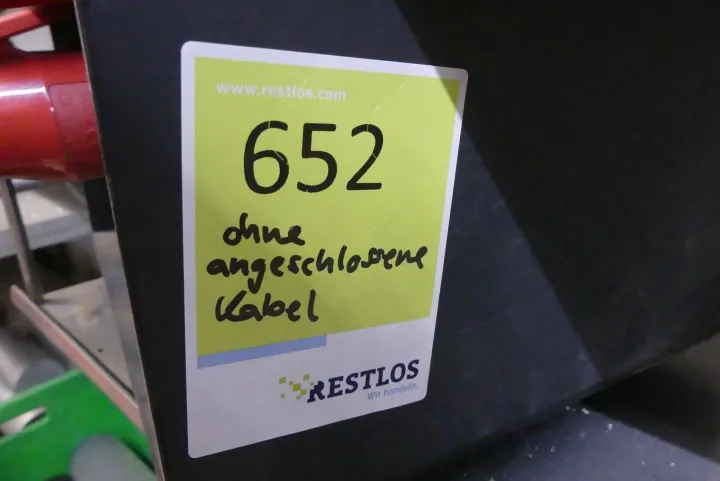 www.restlos.com
652
ohne
angeschlossene
Kabel
RESTLOS
Wir handeln.